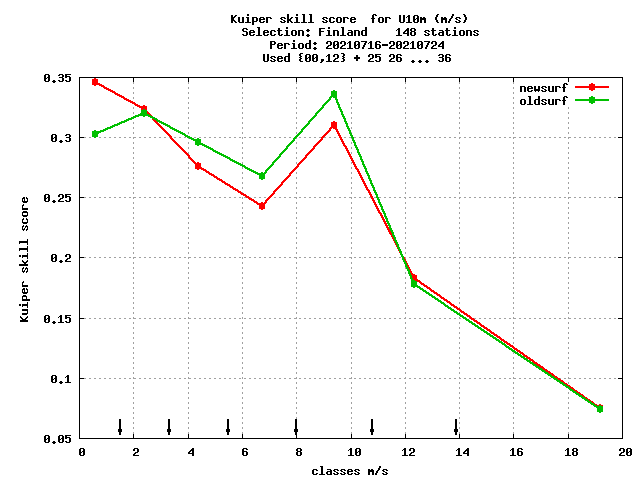 Kuiper skill score  for U10m (m/s)
Selection: Finland    148 stations
Period: 20210716-20210724
Used {00,12} + 25 26 ... 36
newsurf
oldsurf
Kuiper skill score
0.35
0.3
0.25
0.2
0.15
0.1
0.05
0 2 4 6 8 10 12 14 16 18 20
classes m/s